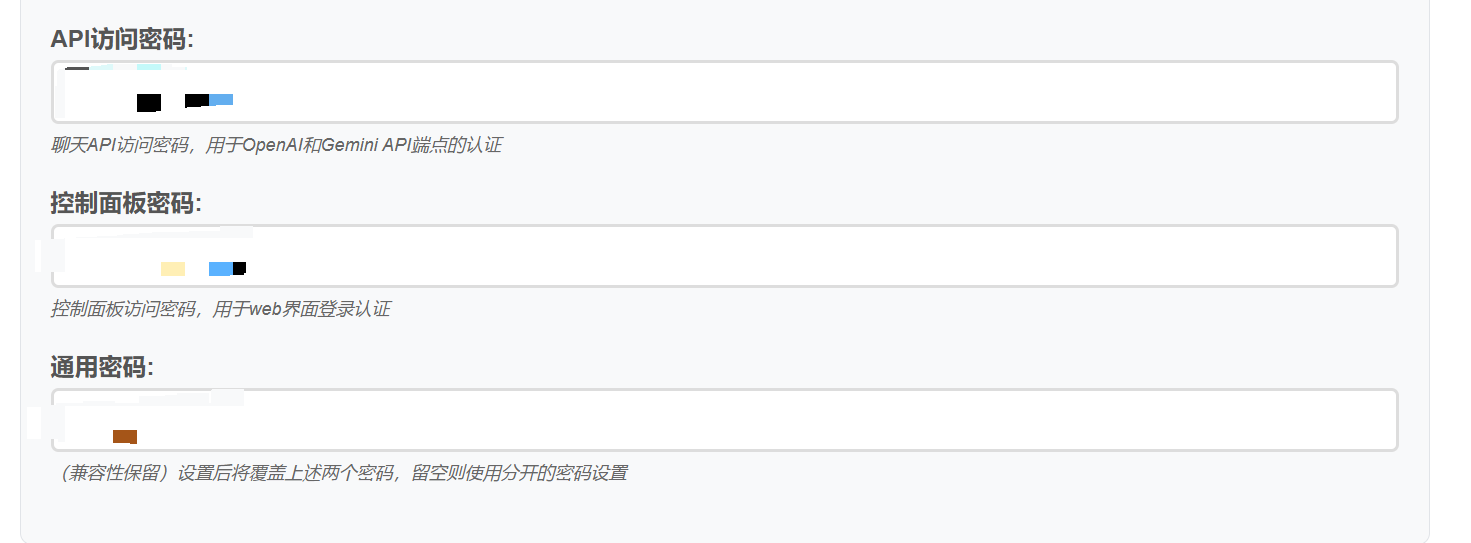 API访问密码:
聊天API访问密码，用于OpenAI和Gemini API端点的认证
控制面板密码:
控制面板访问密码，用于web界面登录认证
通用密码:
（兼容性保留）设置后将覆盖上述两个密码，留空则使用分开的密码设置